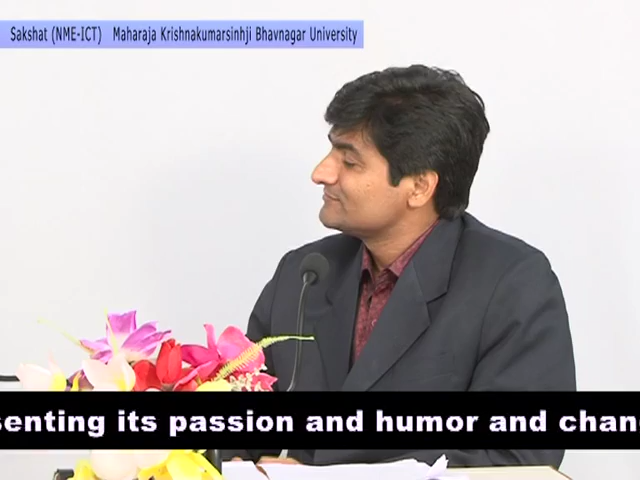 Sakshat (NME-ICT) Maharaja Krishnakumarsinhji Bhavnagar University
senting its passion and humor and chan